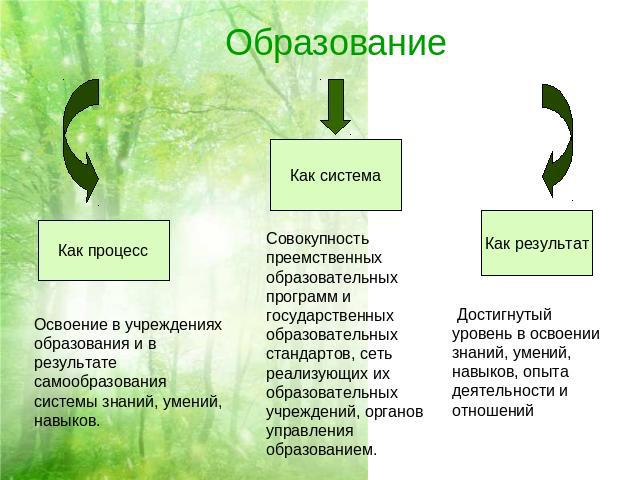 Образование
Как процесс
Освоение в учреждениях
образования и в
результате
самообразования
системы знаний, умений,
навыков.
Как система
Совокупность
преемственных
образовательных
программ и
государственных
образовательных
стандартов, сеть
реализующих их
образовательных
учреждений, органов
управления
образованием.
Как результат
Достигнутый
уровень в освоении
знаний, умений,
навыков, опыта
деятельности и
отношений